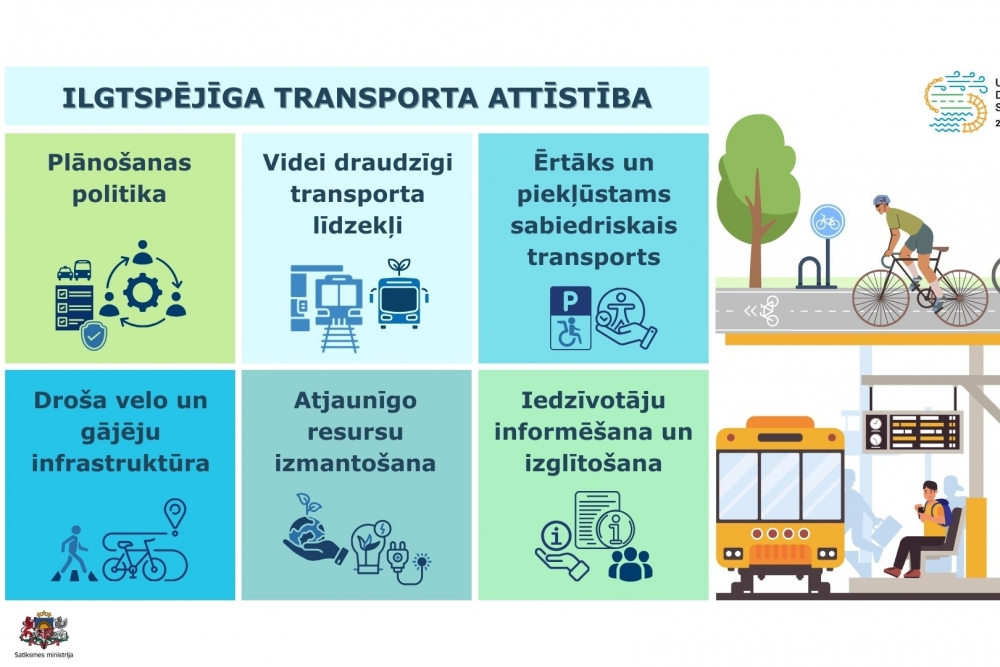 ILGTSPĒJĪGA TRANSPORTA ATTĪSTĪBA
Plānošanas
politika
Videi draudzīgi
transporta
līdzekļi
Ērtāks un
piekļūstams
sabiedriskais
transports
P
Droša velo un
gājēju
infrastruktūra
Atjaunīgo
resursu
izmantošana
Iedzīvotāju
informēšana un
izglītošana
i
i
Satiksmes ministrija